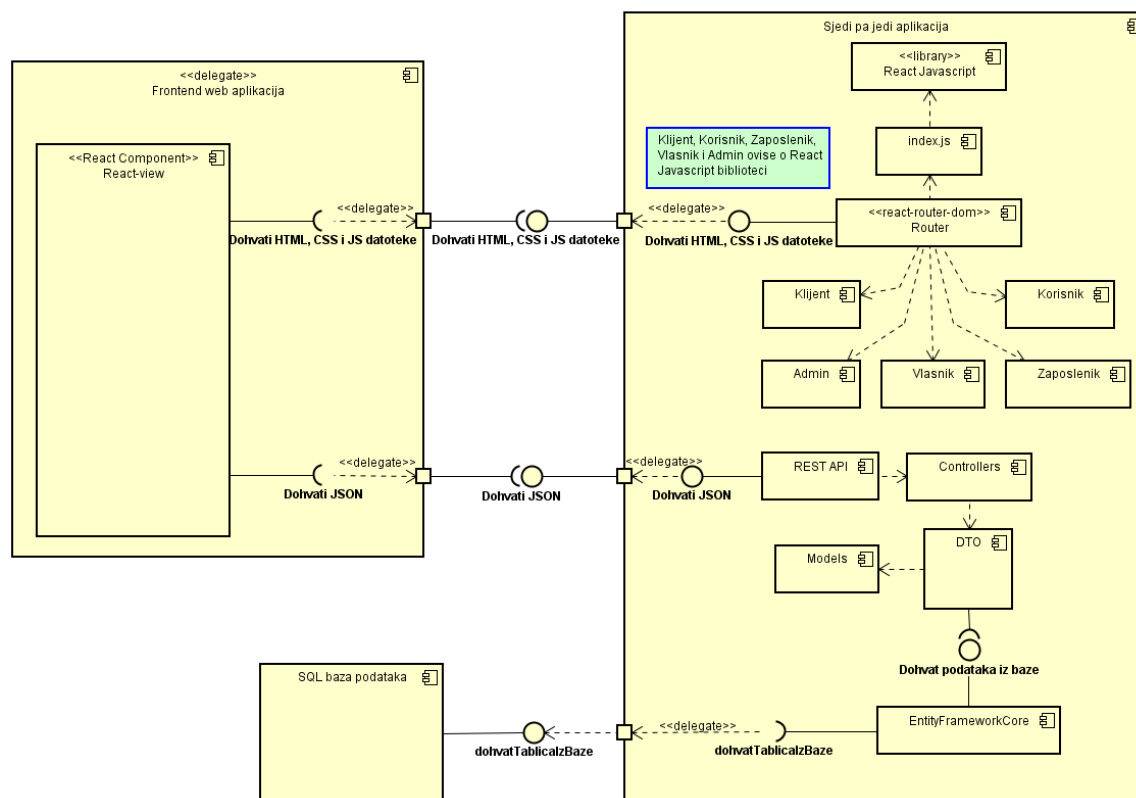 Sjedi pa jedi aplikacija
<<library>>
React Javascript
<<delegate>>
Frontend web aplikacija
Klijent, Korisnik, Zaposlenik,
Vlasnik i Admin ovise o React
Javascript biblioteci
index.js
<<React Component>>
React-view
<<delegate>>
<<delegate>>
<<react-router-dom>>
Router
Dohvati HTML, CSS i JS datoteke
Dohvati HTML, CSS i JS datoteke
Dohvati HTML, CSS i JS datoteke
Klijent
Korisnik
Admin
Vlasnik
Zaposlenik
<<delegate>>
<<delegate>>
REST API
Controllers
Dohvati JSON
Dohvati JSON
Dohvati JSON
DTO
Models
Dohvat podataka iz baze
SQL baza podataka
<<delegate>>
EntityFrameworkCore
dohvatTablicaIzBaze
dohvatTablicaIzBaze